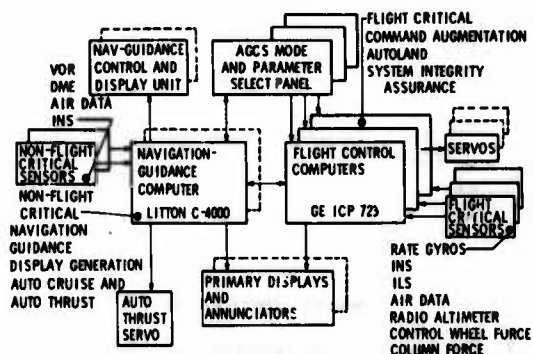 FLIGHT CRITICAL
COMMAND AUGMENTATION
AUTOLAND
SYSTEM INTEGRITY
ASSURANCE
NAV-GUIDANCE
CONTROL AND
DISPLAY UNIT
AGCS MODE
AND PARAMETER
SELECT PANEL
VOR
DME
AIR DATA
INS
NON-FLIGHT
CRITICAL
SENSORS
NAVIGATION-
GUIDANCE
COMPUTER
LITTON C-4000
FLIGHT CONTROL
COMPUTERS
GE ICP 723
SERVOS
FLIGHT
CRITICAL
SENSORS
NON-FLIGHT
CRITICAL
NAVIGATION
GUIDANCE
DISPLAY GENERATION
AUTO CRUISE AND
AUTO THRUST
AUTO
THRUST
SERVO
PRIMARY DISPLAYS
AND
ANNUNCIATORS
RATE GYROS
INS
ILS
AIR DATA
RADIO ALTIMETER
CONTROL WHEEL FURCE
COLUMN FORCE